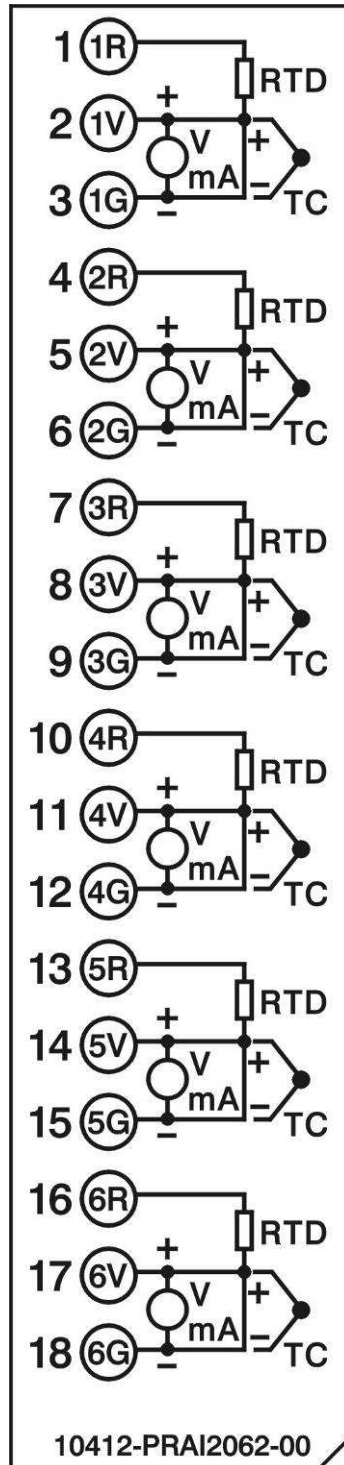 1 1R
RTD
+
2 1V V +
mA
3 1G − − TC
4 2R
RTD
+
5 2V V +
mA
6 2G − − TC
7 3R
RTD
+
8 3V V +
mA
9 3G − − TC
10 4R
RTD
+
11 4V V +
mA
12 4G − − TC
13 5R
RTD
+
14 5V V +
mA
15 5G − − TC
16 6R
RTD
+
17 6V V +
mA
18 6G − − TC
10412-PRAI2062-00